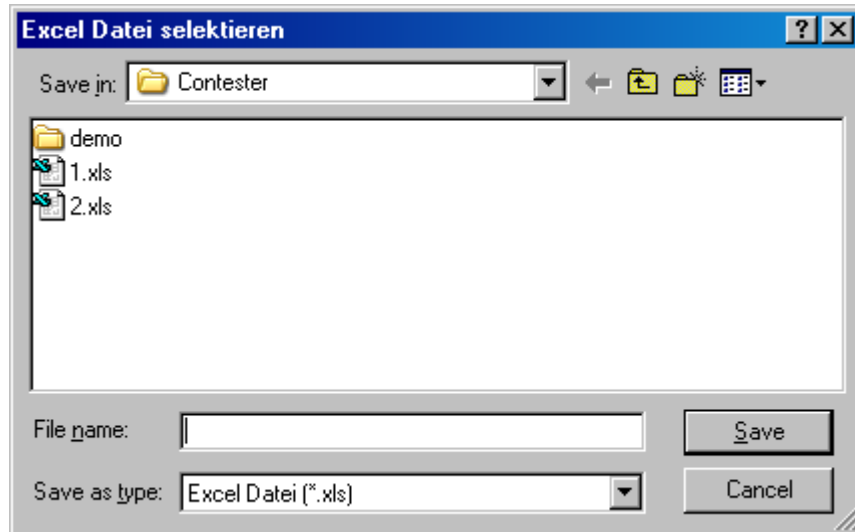 Excel Datei selektieren
Save in: Contester
demo
1.xls
2.xls
File name: Save
Save as type: Excel Datei (*.xls) Cancel